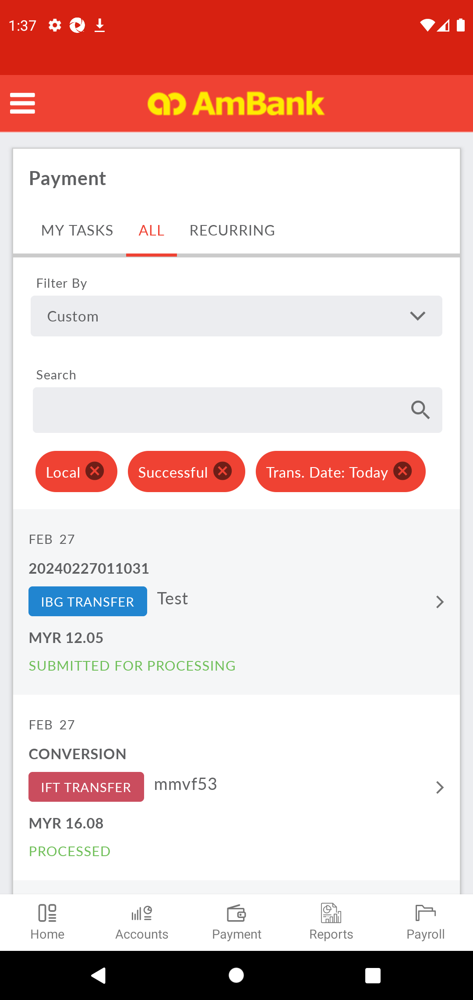 1:37
AmBank
Payment
MY TASKS ALL RECURRING
Filter By
Custom
Search
Local Successful Trans. Date: Today
FEB 27
20240227011031
IBG TRANSFER Test
MYR 12.05
SUBMITTED FOR PROCESSING
FEB 27
CONVERSION
IFT TRANSFER mmvf53
MYR 16.08
PROCESSED
Home Accounts Payment Reports Payroll